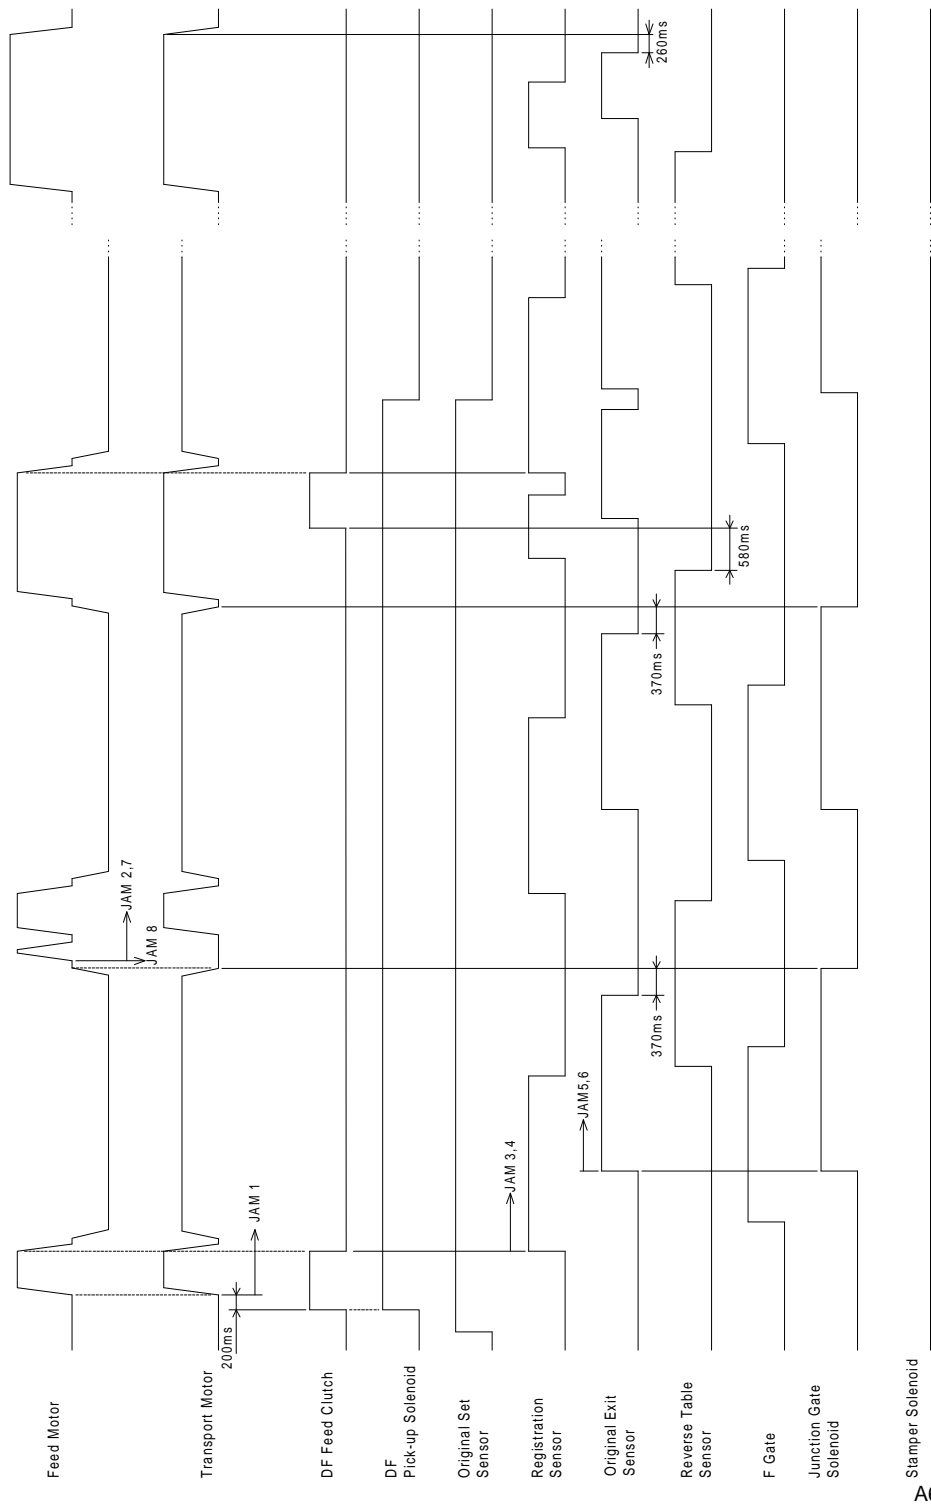 Feed Motor
Transport Motor
DF Feed Clutch
DF
Pick-up Solenoid
Original Set
Sensor
Registration
Sensor
Original Exit
Sensor
Reverse Table
Sensor
F Gate
Junction Gate
Solenoid
Stamper Solenoid
200ms
JAM 1
JAM 3,4
JAM5,6
JAM 8
JAM 2,7
370ms
370ms
580ms
260ms